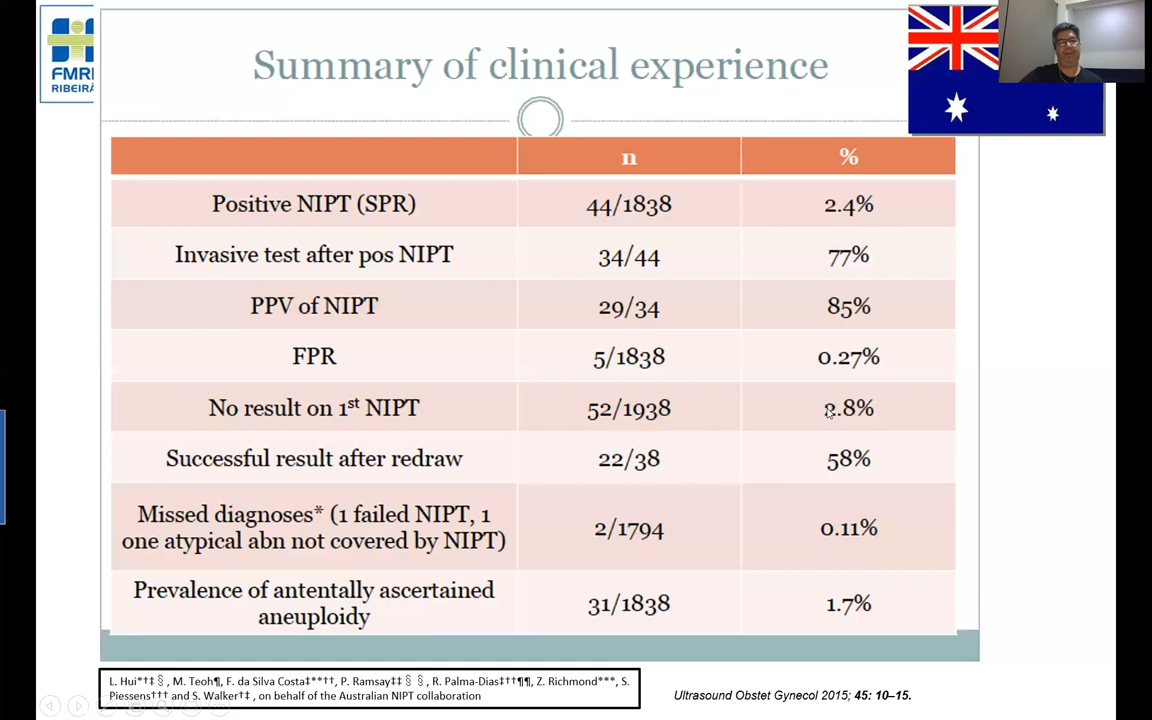 FMRI
RIBEIRÃ
Summary of clinical experience
n %
Positive NIPT (SPR) 44/1838 2.4%
Invasive test after pos NIPT 34/44 77%
PPV of NIPT 29/34 85%
FPR 5/1838 0.27%
No result on 1st NIPT 52/1938 2.8%
Successful result after redraw 22/38 58%
Missed diagnoses* (1 failed NIPT, 1
one atypical abn not covered by NIPT) 2/1794 0.11%
Prevalence of antentally ascertained
aneuploidy 31/1838 1.7%
L. Hui*†‡§, M. Teoh¶, F. da Silva Costa‡**††, P. Ramsay‡‡§§, R. Palma-Dias‡††¶¶, Z. Richmond***, S.
Piessens††† and S. Walker†‡, on behalf of the Australian NIPT collaboration
Ultrasound Obstet Gynecol 2015; 45: 10–15.